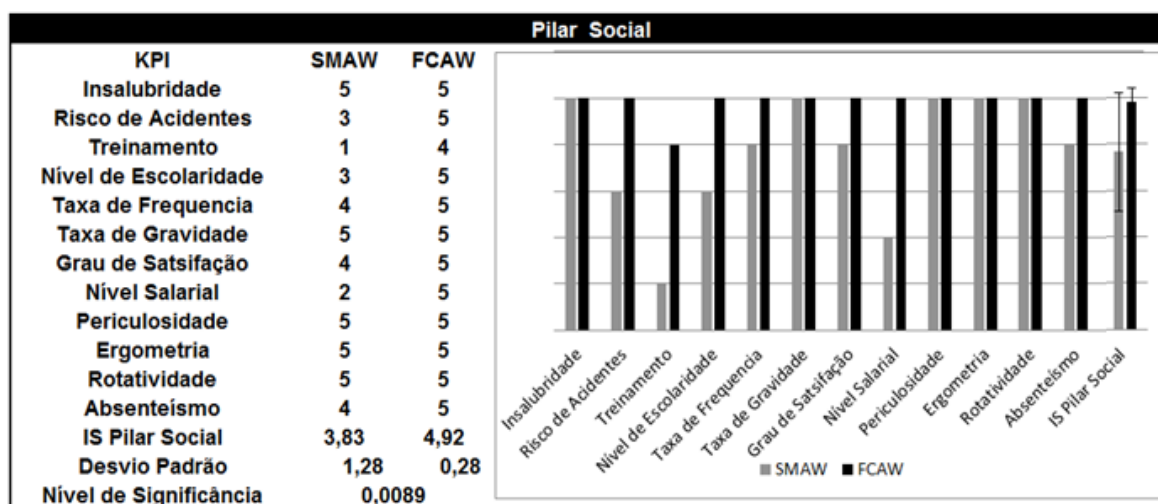 Pilar Social
KPI SMAW FCAW
Insalubridade 5 5
Risco de Acidentes 3 5
Treinamento 1 4
Nível de Escolaridade 3 5
Taxa de Frequencia 4 5
Taxa de Gravidade 5 5
Grau de Satsifação 4 5
Nível Salarial 2 5
Periculosidade 5 5
Ergometria 5 5
Rotatividade 5 5
Absenteísmo 4 5
IS Pilar Social 3,83 4,92
Desvio Padrão 1,28 0,28
Nível de Significância 0,0089
Insalubridade
Risco de Acidentes
Treinamento
Nível de Escolaridade
Taxa de Frequencia
Taxa de Gravidade
Grau de Satsifação
Nível Salarial
Periculosidade
Ergometria
Rotatividade
Absenteísmo
IS Pilar Social
SMAW FCAW